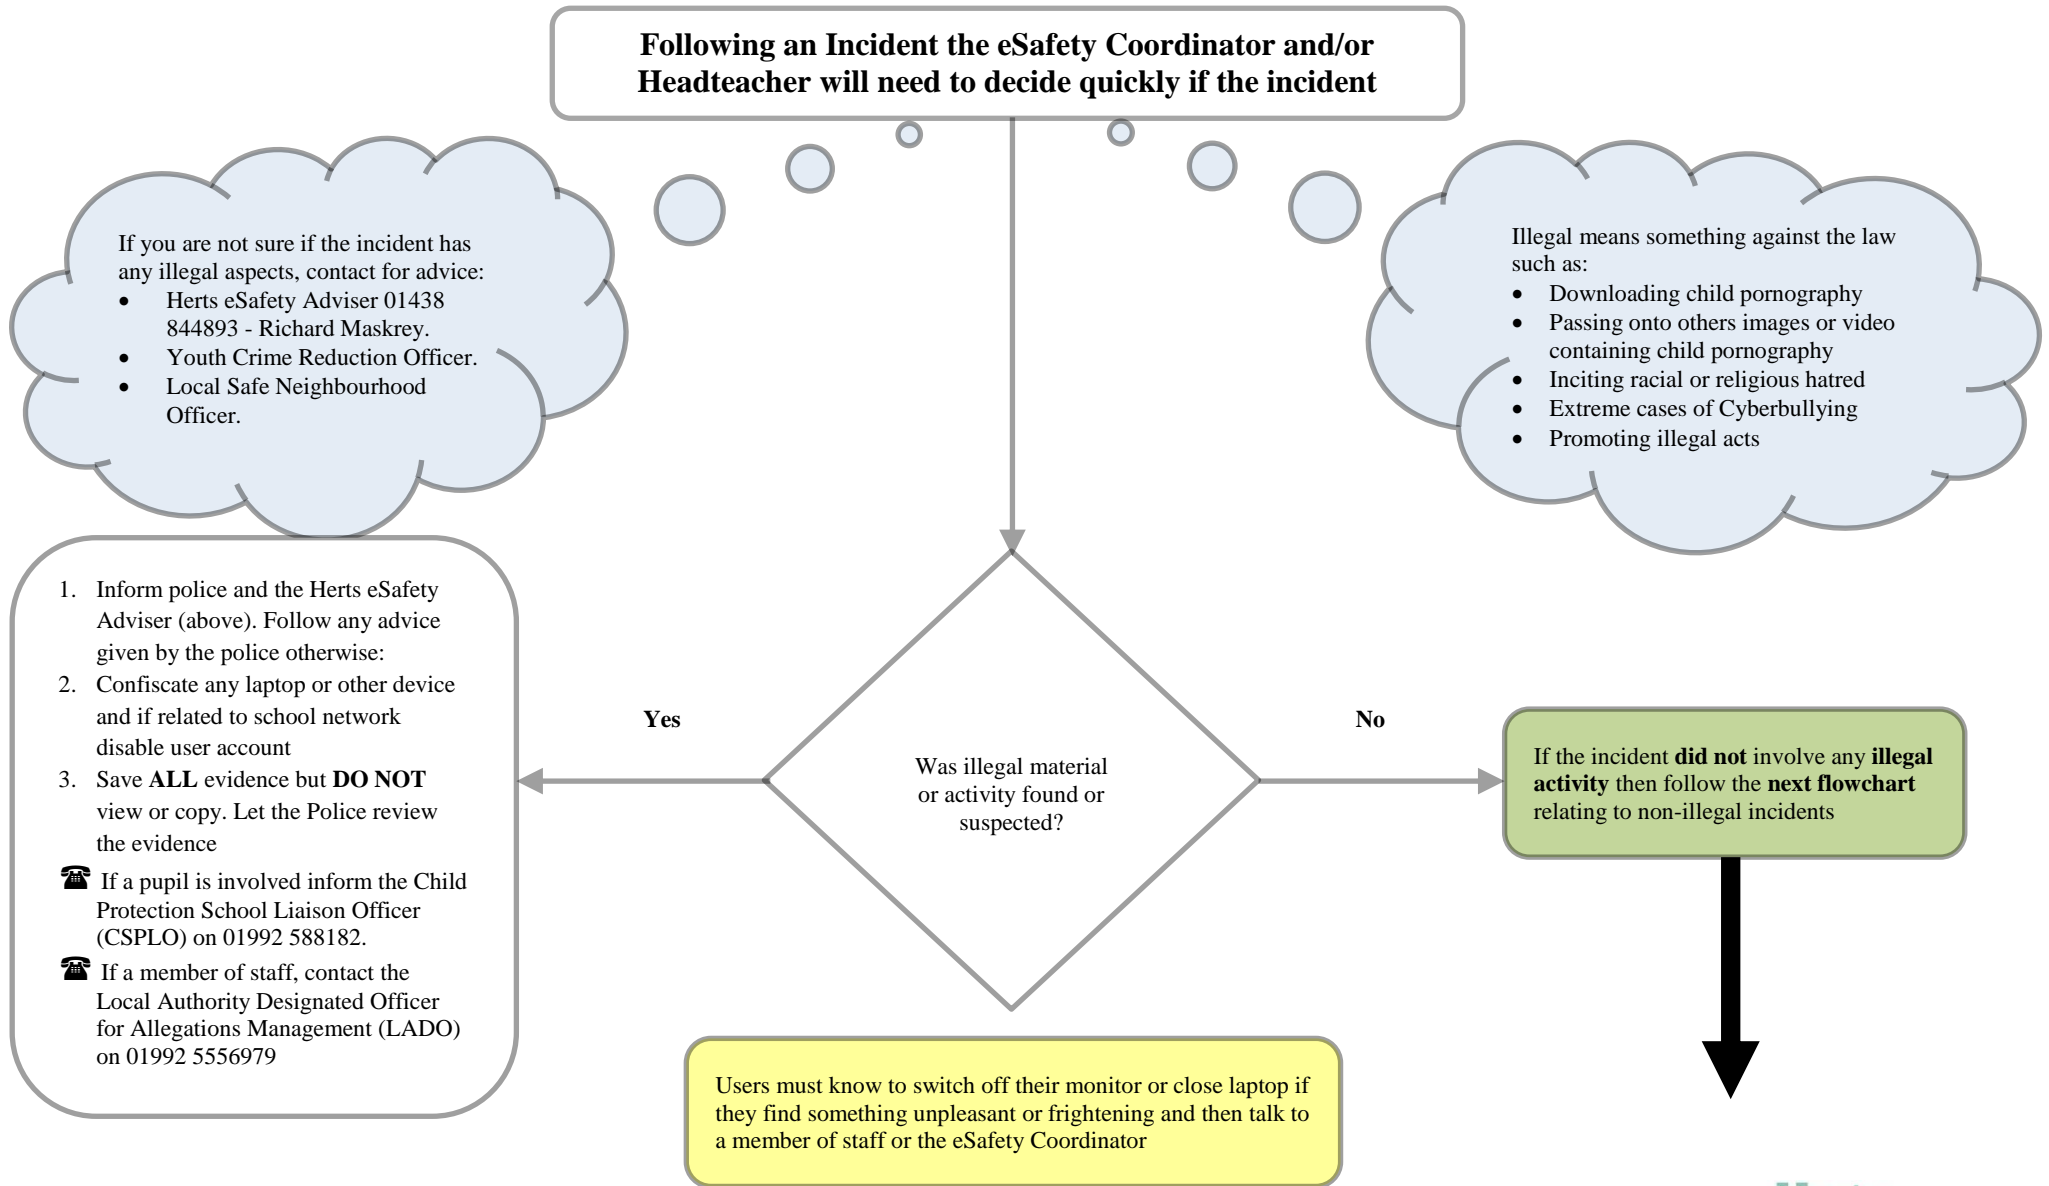 Following an Incident the eSafety Coordinator and/or
Headteacher will need to decide quickly if the incident
If you are not sure if the incident has
any illegal aspects, contact for advice:
• Herts eSafety Adviser 01438
844893 - Richard Maskrey.
• Youth Crime Reduction Officer.
• Local Safe Neighbourhood
Officer.
Illegal means something against the law
such as:
• Downloading child pornography
• Passing onto others images or video
containing child pornography
• Inciting racial or religious hatred
• Extreme cases of Cyberbullying
• Promoting illegal acts
1. Inform police and the Herts eSafety
Adviser (above). Follow any advice
given by the police otherwise:
2. Confiscate any laptop or other device
and if related to school network
disable user account
3. Save ALL evidence but DO NOT
view or copy. Let the Police review
the evidence
☎ If a pupil is involved inform the Child
Protection School Liaison Officer
(CSPLO) on 01992 588182.
☎ If a member of staff, contact the
Local Authority Designated Officer
for Allegations Management (LADO)
on 01992 5556979
Yes
Was illegal material
or activity found or
suspected?
No
If the incident did not involve any illegal
activity then follow the next flowchart
relating to non-illegal incidents
Users must know to switch off their monitor or close laptop if
they find something unpleasant or frightening and then talk to
a member of staff or the eSafety Coordinator